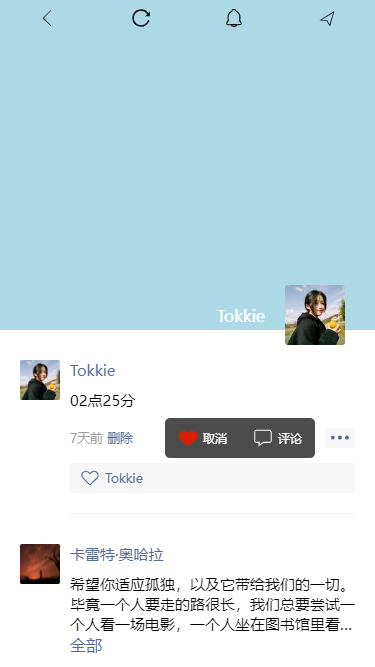 Tokkie
Tokkie
02点25分
7天前 删除 取消 评论
Tokkie
卡雷特·奥哈拉
希望你适应孤独，以及它带给我们的一切。
毕竟一个人要走的路很长，我们总要尝试一
个人看一场电影，一个人坐在图书馆里看...
全部